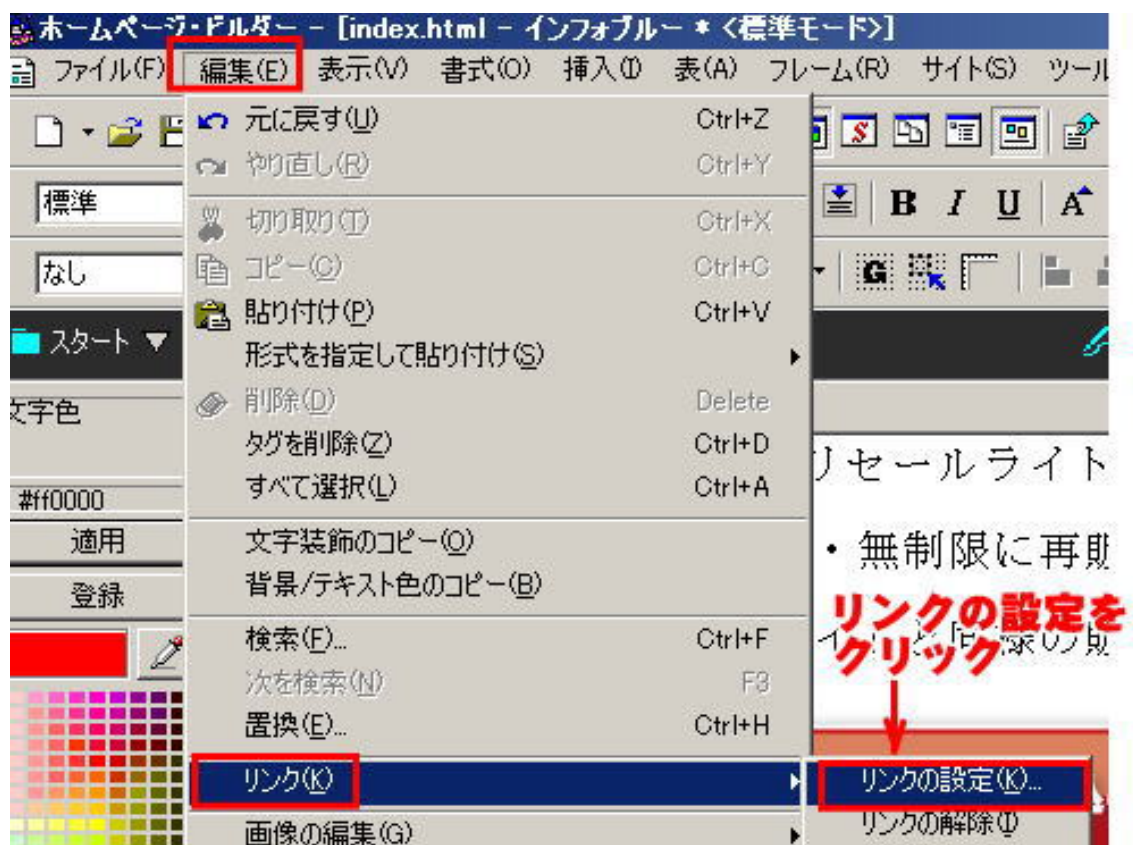 ホームページ・ビルダー - [index.html - インフォブルー * <標準モード>]
ファイル(F) 編集(E) 表示(V) 書式(O) 挿入(I) 表(A) フレーム(R) サイト(S) ツール
元に戻す(U) Ctrl+Z
やり直し(R) Ctrl+Y
標準
切り取り(T) Ctrl+X
B I U A
なし
コピー(C) Ctrl+C
G
貼り付け(P) Ctrl+V
スタート
形式を指定して貼り付け(S)
削除(D) Delete
文字色
タグを削除(Z) Ctrl+D
リセールライト
すべて選択(L) Ctrl+A
#ff0000
適用
文字装飾のコピー(O)
・無制限に再
背景/テキスト色のコピー(B)
登録
リンクの設定を
クリック
検索(F)... Ctrl+F
次を検索(N) F3
置換(E)... Ctrl+H
リンク(K)
リンクの設定(K)...
画像の編集(G)
リンクの解除(I)